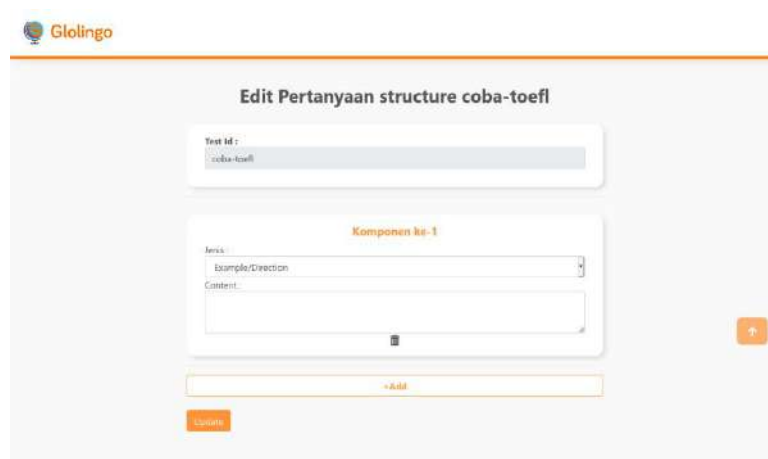 Glolingo
Edit Pertanyaan structure coba-toefl
Test Id :
coba-toefl
Komponen ke-1
Jenis :
Example/Direction
Content :
+Add
Update